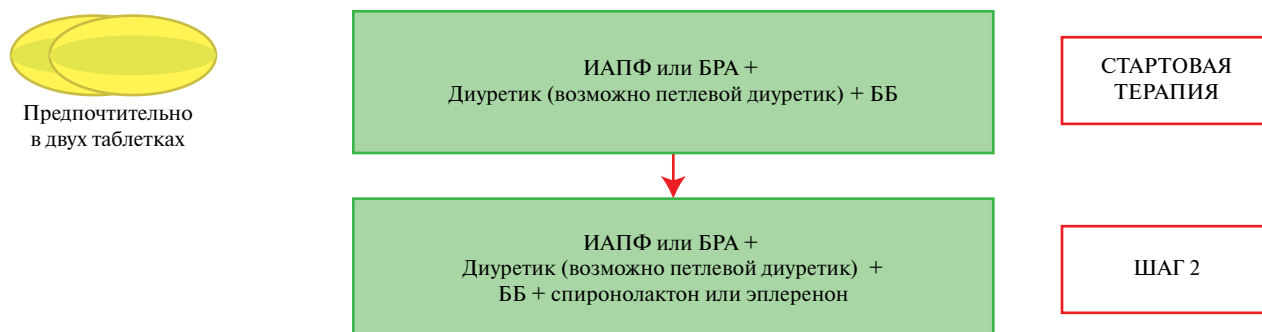 Предпочтительно
в двух таблетках
ИАПФ или БРА +
Диуретик (возможно петлевой диуретик) + ББ
СТАРТОВАЯ
ТЕРАПИЯ
ИАПФ или БРА +
Диуретик (возможно петлевой диуретик) +
ББ + спиронолактон или эплеренон
ШАГ 2